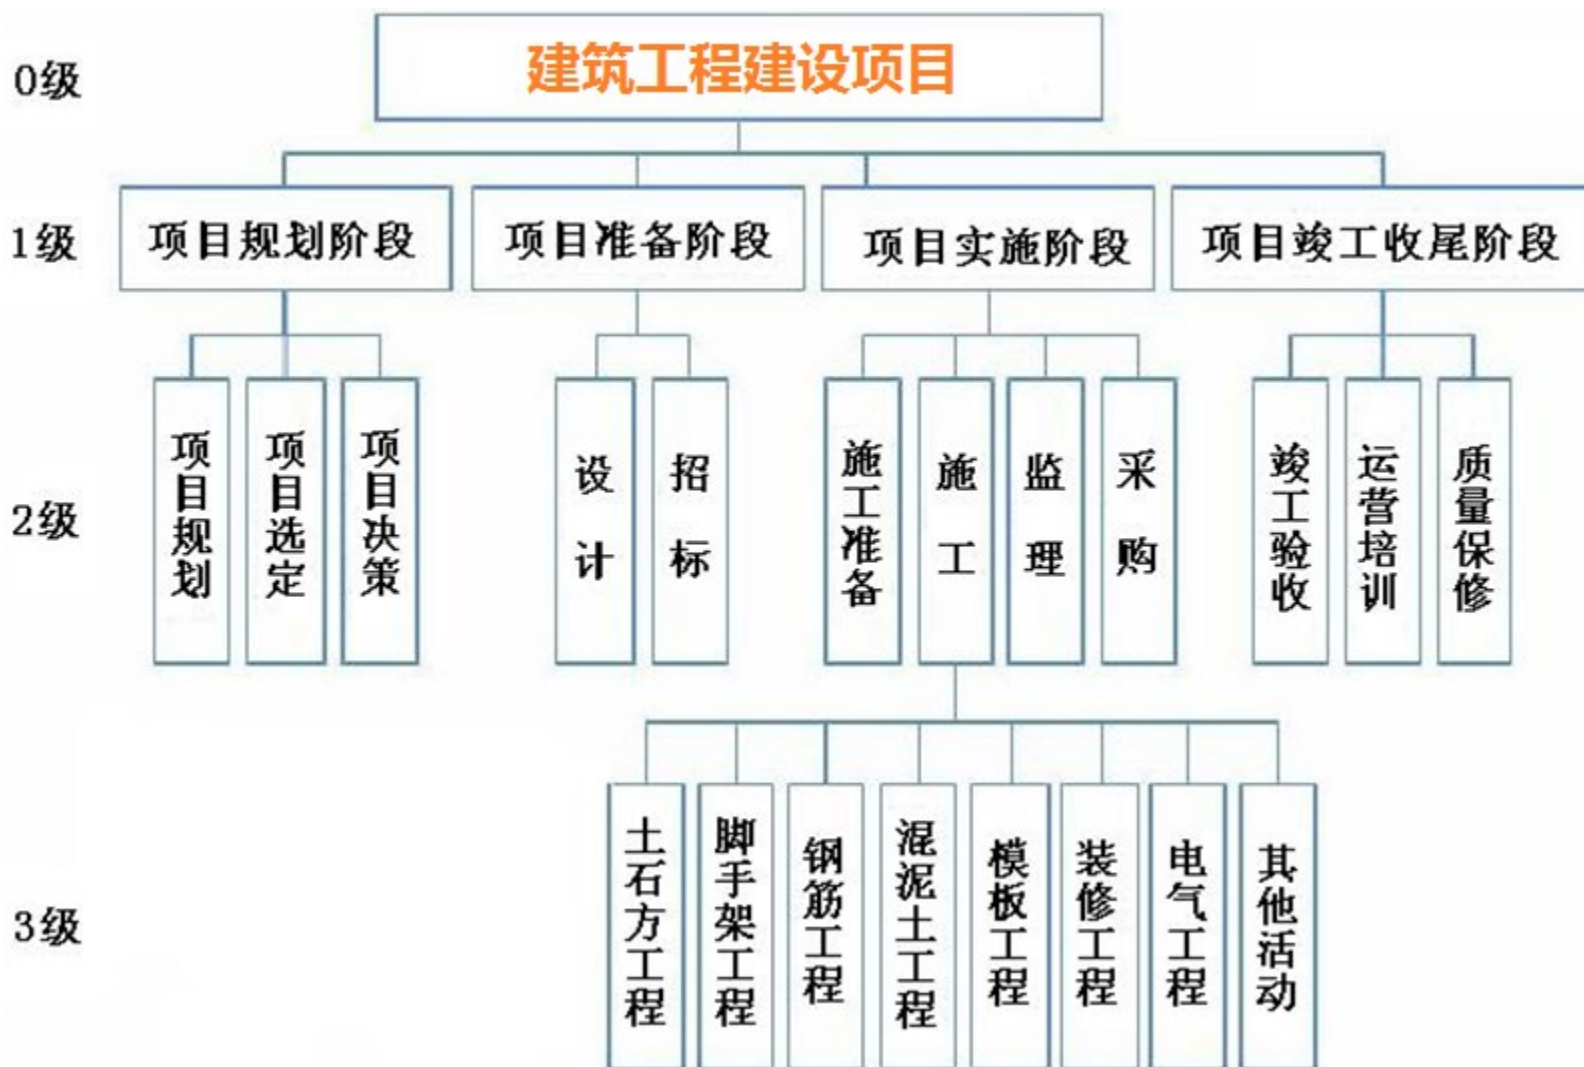 0级
建筑工程建设项目
1级
项目规划阶段
项目准备阶段
项目实施阶段
项目竣工收尾阶段
2级
项目规划
项目选定
项目决策
设计
招标
施工准备
施工
监理
采购
竣工验收
运营培训
质量保修
3级
土石方工程
脚手架工程
钢筋工程
混泥土工程
模板工程
装修工程
电气工程
其他活动